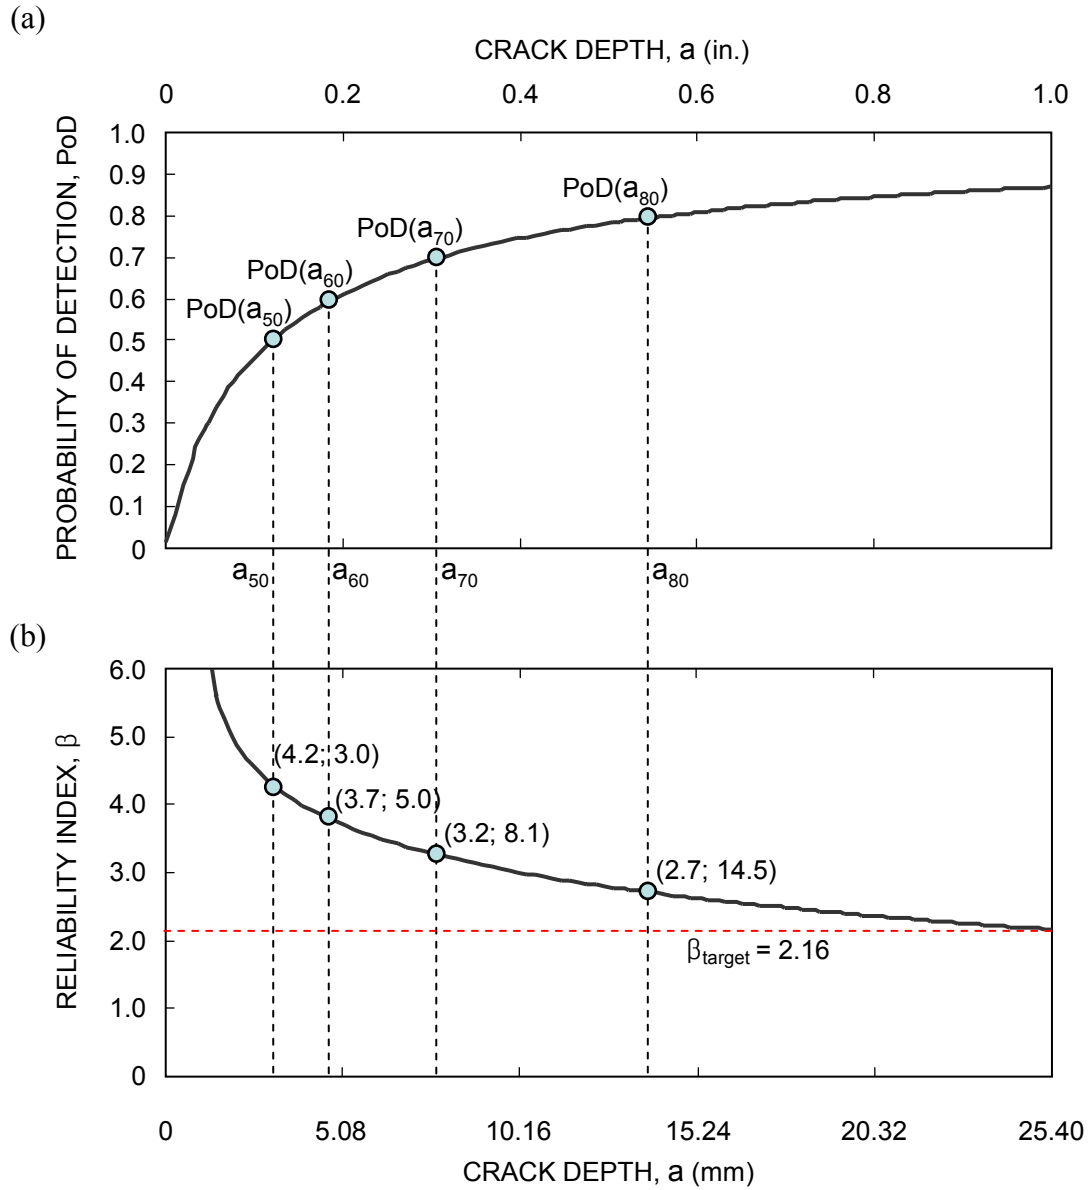 (a)
CRACK DEPTH, a (in.)
0 0.2 0.4 0.6 0.8 1.0
PROBABILITY OF DETECTION, PoD
1.0
0.9
0.8
0.7
0.6
0.5
0.4
0.3
0.2
0.1
0
PoD(a80)
PoD(a70)
PoD(a60)
PoD(a50)
a50 a60 a70 a80
(b)
RELIABILITY INDEX, β
6.0
5.0
4.0
3.0
2.0
1.0
0
(4.2; 3.0)
(3.7; 5.0)
(3.2; 8.1)
(2.7; 14.5)
βtarget = 2.16
0 5.08 10.16 15.24 20.32 25.40
CRACK DEPTH, a (mm)